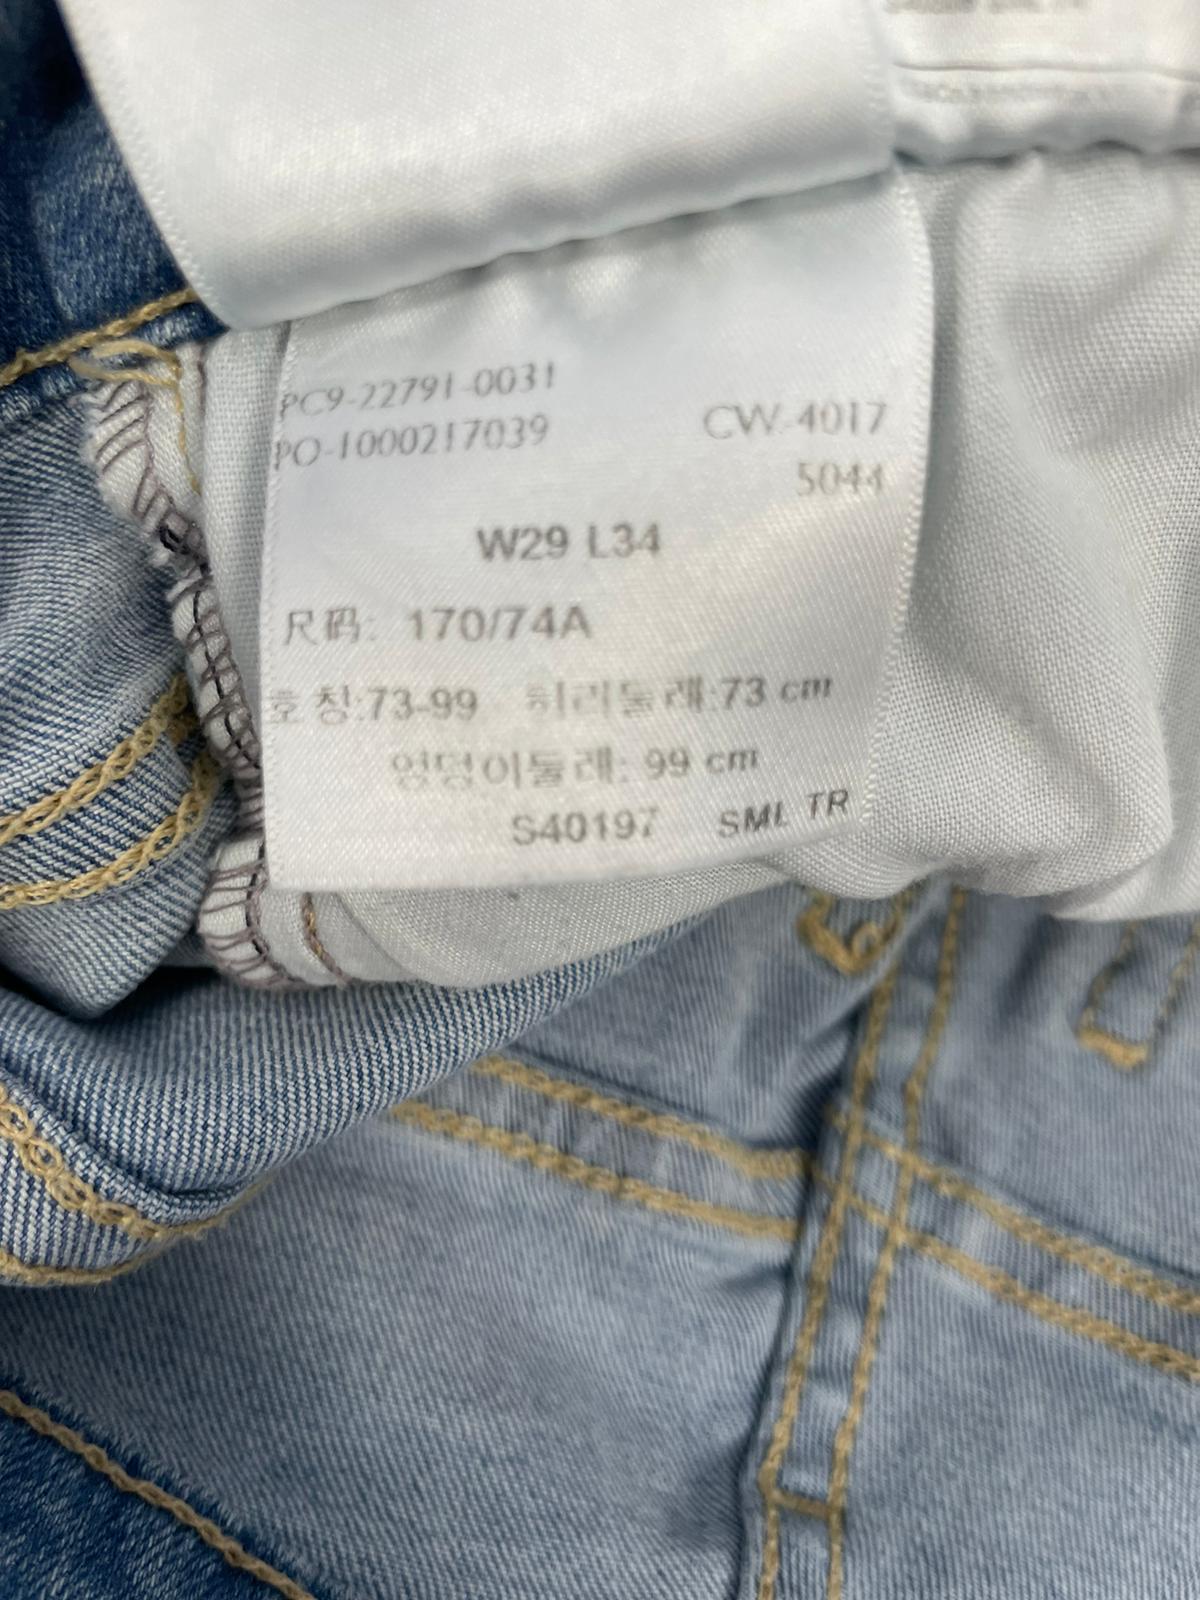 PC9-22791-0031
PO-1000217039 CW-4017
5044
W29 L34
尺码: 170/74A
호칭:73-99 허리둘레:73 cm
엉덩이둘레: 99 cm
S40197 SML TR